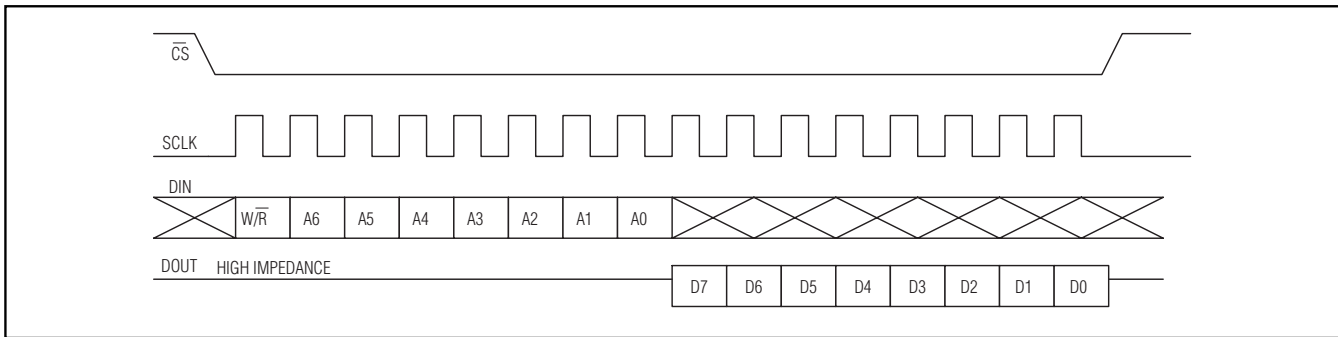 C̅S̅
SCLK
DIN
W/R̅ A6 A5 A4 A3 A2 A1 A0
DOUT HIGH IMPEDANCE
D7 D6 D5 D4 D3 D2 D1 D0